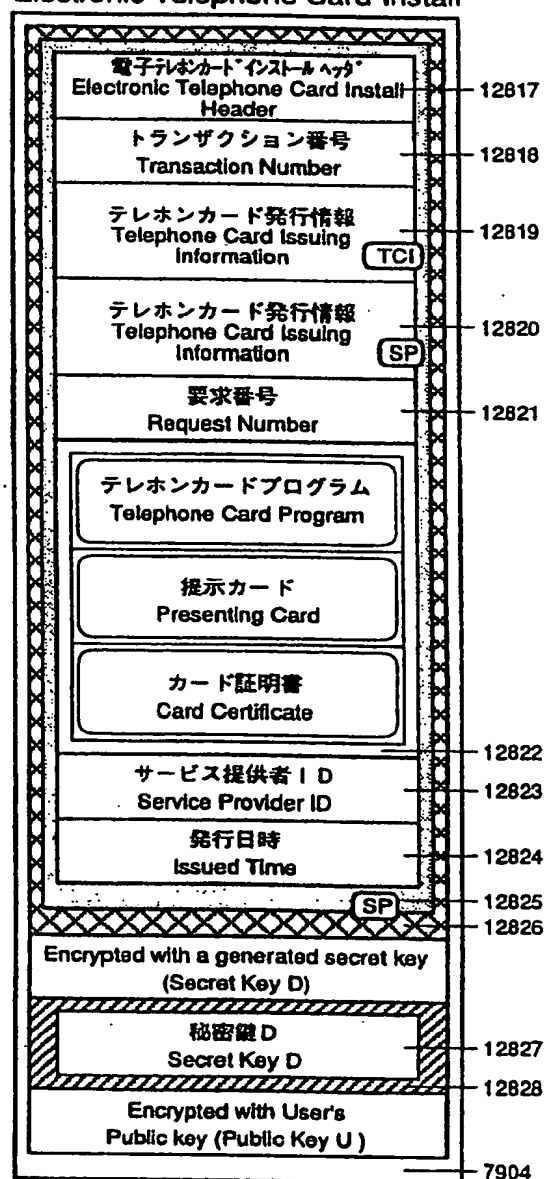 Electronic Telephone Card Install
電子テレホンカードインストールヘッダ
Electronic Telephone Card Install
Header
12817
トランザクション番号
12818
Transaction Number
テレホンカード発行情報
12819
Telephone Card Issuing
Information
TCI
テレホンカード発行情報
12820
Telephone Card Issuing
Information
SP
要求番号
12821
Request Number
テレホンカードプログラム
Telephone Card Program
提示カード
Presenting Card
カード証明書
Card Certificate
12822
サービス提供者ID
12823
Service Provider ID
発行日時
12824
Issued Time
SP
12825
12826
Encrypted with a generated secret key
(Secret Key D)
秘密鍵D
12827
Secret Key D
12828
Encrypted with User's
Public key (Public Key U )
7904